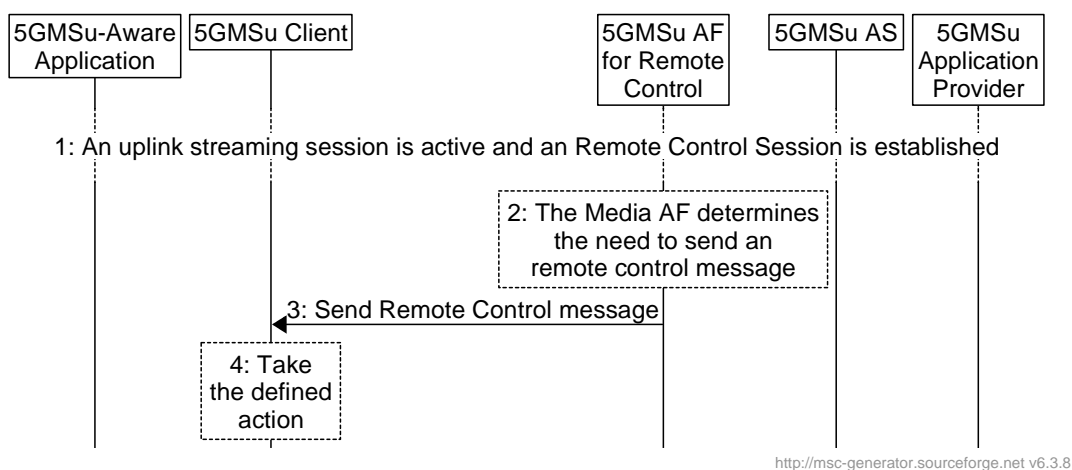 5GMSu-Aware
Application
5GMSu Client
5GMSu AF
for Remote
Control
5GMSu AS
5GMSu
Application
Provider
1: An uplink streaming session is active and an Remote Control Session is established
2: The Media AF determines
the need to send an
remote control message
3: Send Remote Control message
4: Take
the defined
action
http://msc-generator.sourceforge.net v6.3.8